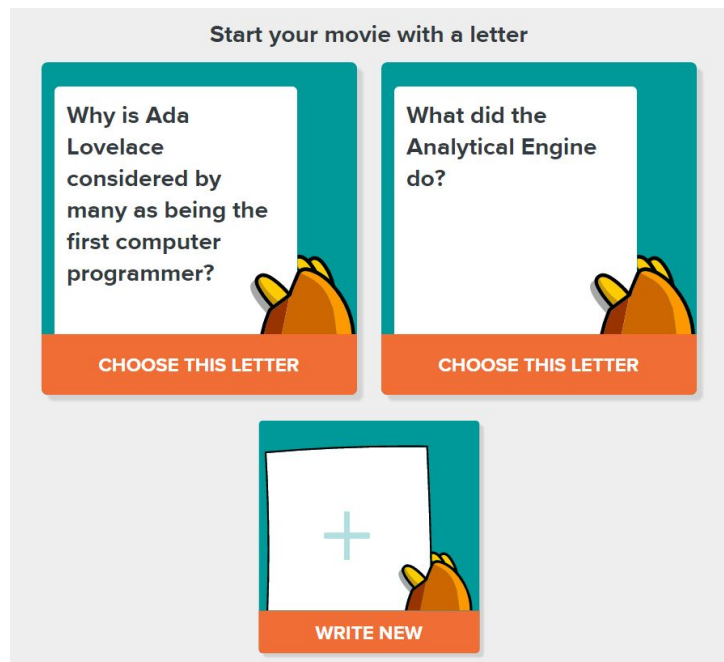 Start your movie with a letter
Why is Ada
Lovelace
considered by
many as being the
first computer
programmer?
CHOOSE THIS LETTER
What did the
Analytical Engine
do?
CHOOSE THIS LETTER
WRITE NEW